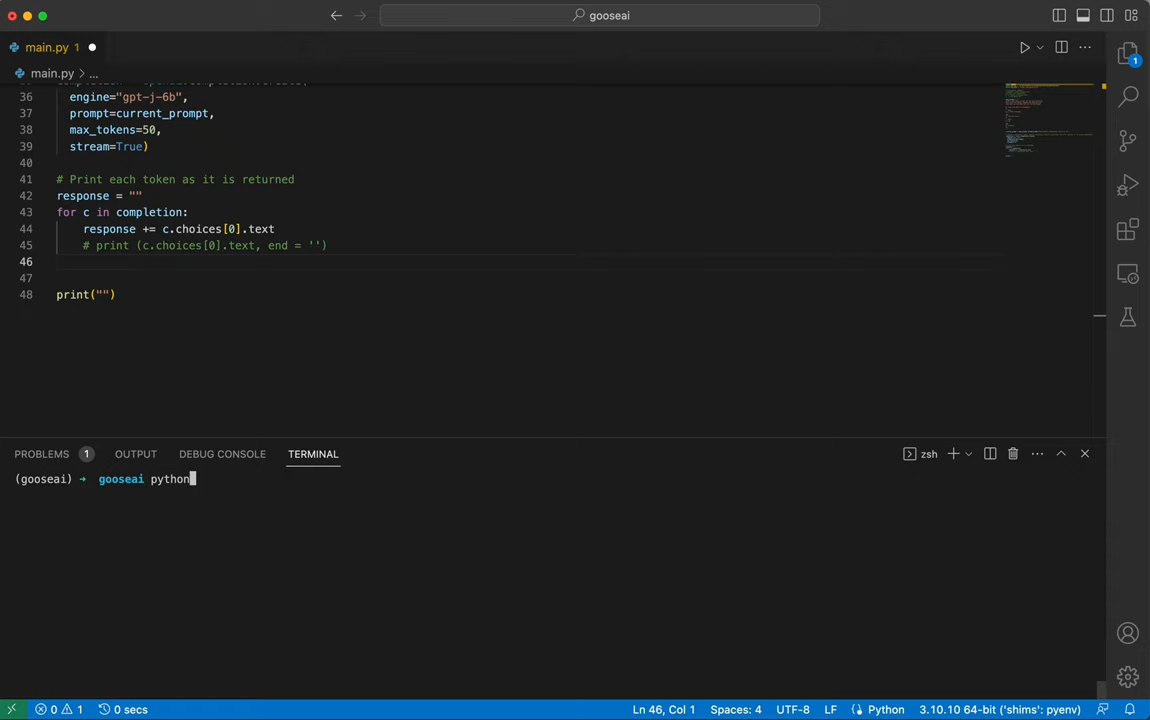 gooseai
main.py 1
main.py > ...
36 engine="gpt-j-6b",
37 prompt=current_prompt,
38 max_tokens=50,
39 stream=True)
40
41 # Print each token as it is returned
42 response = ""
43 for c in completion:
44 response += c.choices[0].text
45 # print (c.choices[0].text, end = '')
46
47
48 print("")
1
PROBLEMS 1 OUTPUT DEBUG CONSOLE TERMINAL zsh
(gooseai) → gooseai python
0 1 0 secs Ln 46, Col 1 Spaces: 4 UTF-8 LF Python 3.10.10 64-bit ('shims': pyenv)